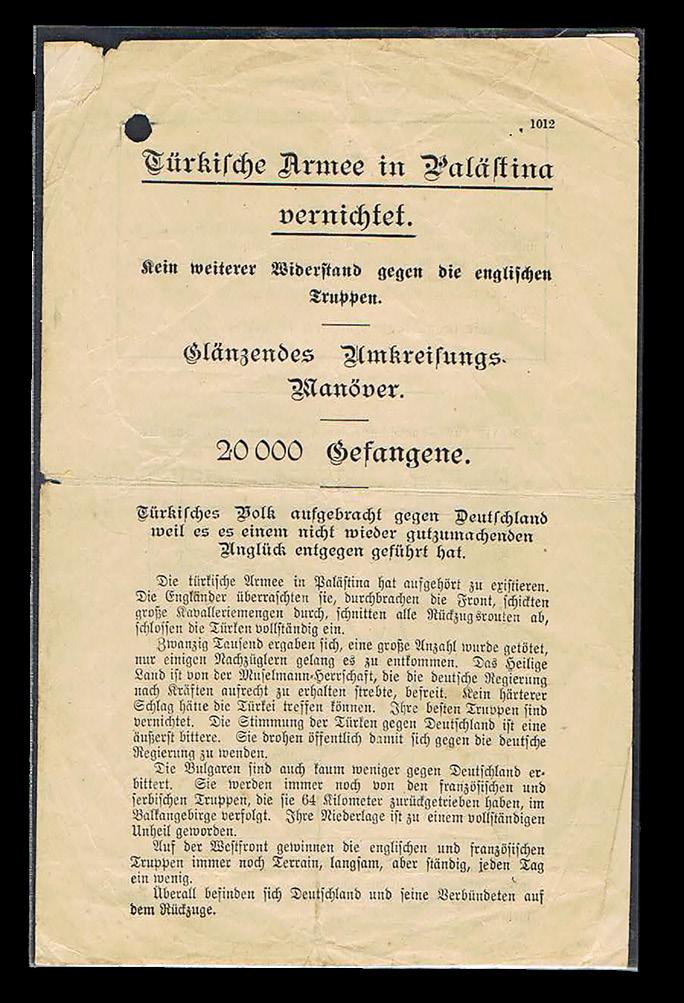 1012
Türkische Armee in Palästina
vernichtet.
Kein weiterer Widerstand gegen die englischen
Truppen.
Glänzendes Umkreisungs-
Manöver.
20 000 Gefangene.
Türkisches Volk aufgebracht gegen Deutschland
weil es es einem nicht wieder gutzumachenden
Unglück entgegen geführt hat.
Die türkische Armee in Palästina hat aufgehört zu existieren.
Die Engländer überraschten sie, durchbrachen die Front, schickten
große Kavalleriemengen durch, schnitten alle Rückzugsrouten ab,
schlossen die Türken vollständig ein.
Zwanzig Tausend ergaben sich, eine große Anzahl wurde getötet,
nur einigen Nachzüglern gelang es zu entkommen. Das Heilige
Land ist von der Muselmann-Herrschaft, die die deutsche Regierung
nach Kräften aufrecht zu erhalten strebte, befreit. Kein härterer
Schlag hätte die Türkei treffen können. Ihre besten Truppen sind
vernichtet. Die Stimmung der Türken gegen Deutschland ist eine
äußerst bittere. Sie drohen öffentlich damit sich gegen die deutsche
Regierung zu wenden.
Die Bulgaren sind auch kaum weniger gegen Deutschland er-
bittert. Sie werden immer noch von den französischen und
serbischen Truppen, die sie 64 Kilometer zurückgetrieben haben, im
Balkangebirge verfolgt. Ihre Niederlage ist zu einem vollständigen
Unheil geworden.
Auf der Westfront gewinnen die englischen und französischen
Truppen immer noch Terrain, langsam, aber ständig, jeden Tag
ein wenig.
Überall befinden sich Deutschland und seine Verbündeten auf
dem Rückzuge.